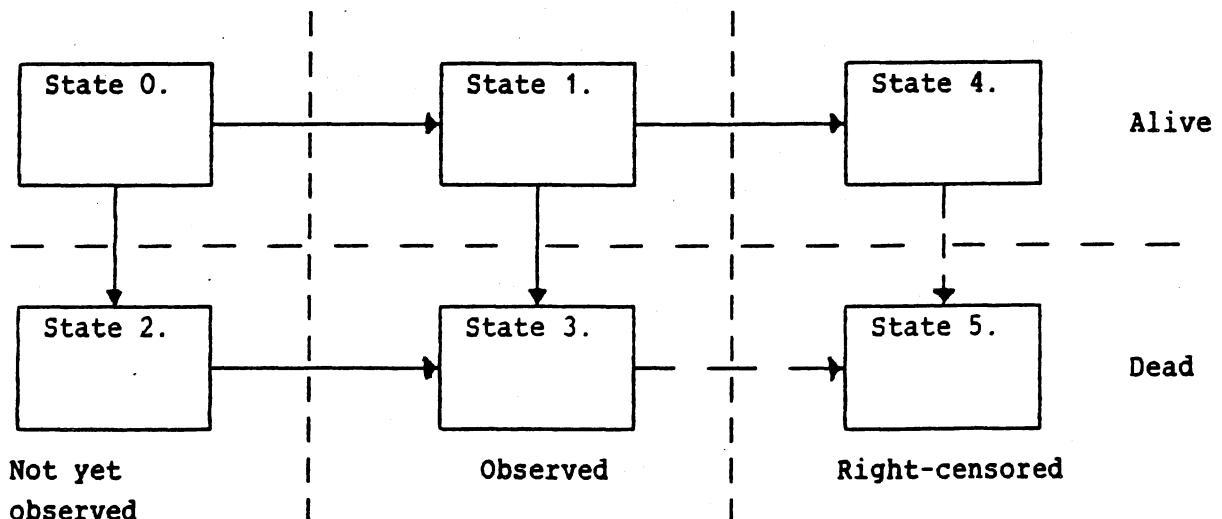 State 0.
State 1.
State 4.
Alive
State 2.
State 3.
State 5.
Dead
Not yet
observed
Observed
Right-censored